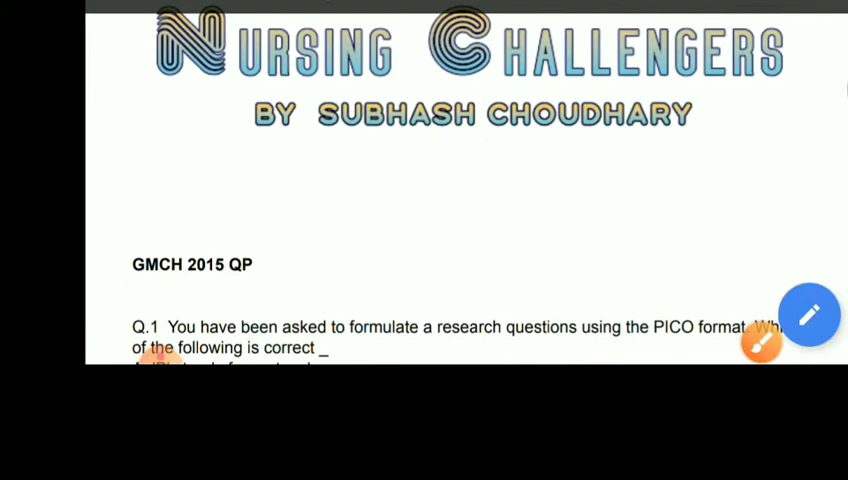 NURSING CHALLENGERS
BY SUBHASH CHOUDHARY
GMCH 2015 QP
Q.1 You have been asked to formulate a research questions using the PICO format.
of the following is correct _